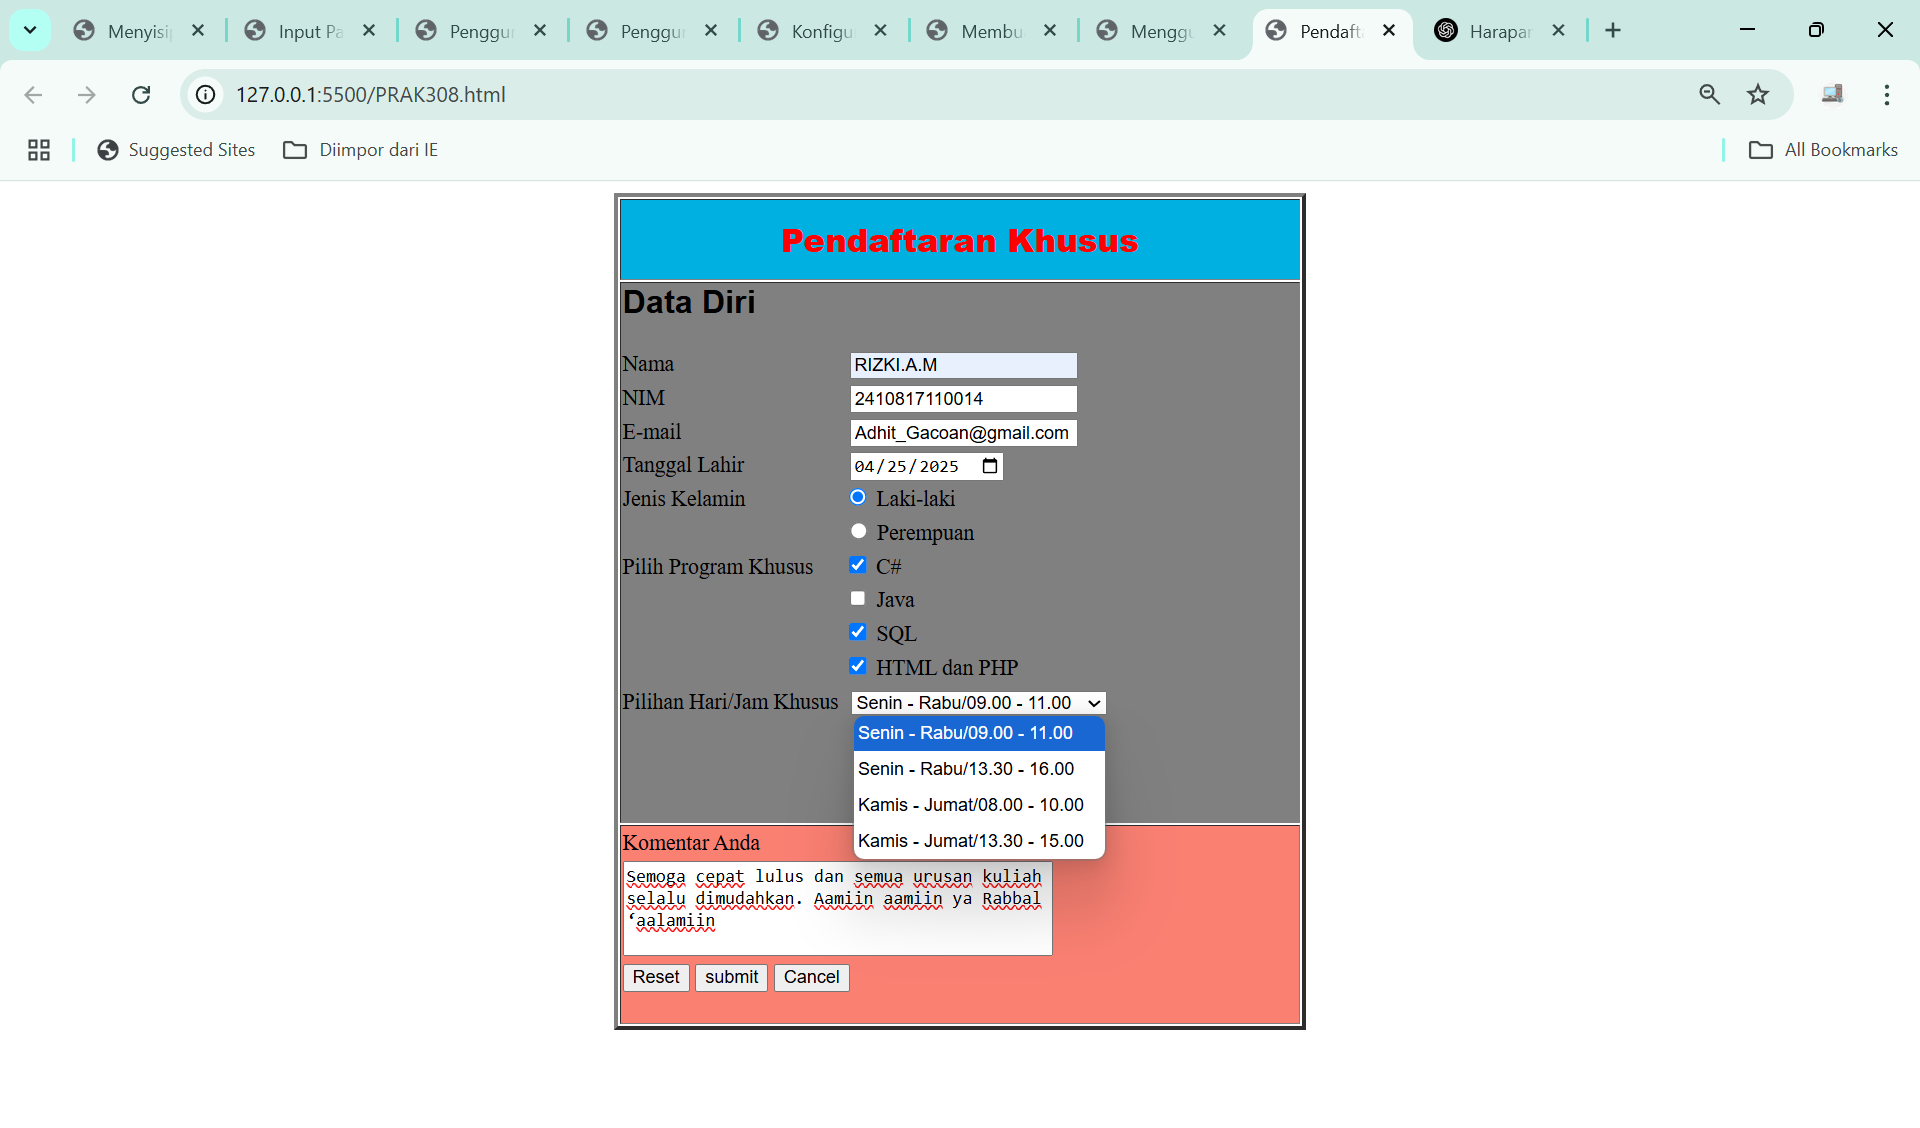 Menyisi
Input Pa
Penggu
Penggu
Konfigu
Membu
Menggu
Pendaft
Harapan
127.0.0.1:5500/PRAK308.html
Suggested Sites
Diimpor dari IE
All Bookmarks
Pendaftaran Khusus
Data Diri
Nama RIZKI.A.M
NIM 2410817110014
E-mail Adhit_Gacoan@gmail.com
Tanggal Lahir 04/25/2025
Jenis Kelamin Laki-laki
Perempuan
Pilih Program Khusus C#
Java
SQL
HTML dan PHP
Pilihan Hari/Jam Khusus Senin - Rabu/09.00 - 11.00
Senin - Rabu/09.00 - 11.00
Senin - Rabu/13.30 - 16.00
Kamis - Jumat/08.00 - 10.00
Kamis - Jumat/13.30 - 15.00
Komentar Anda
Semoga cepat lulus dan semua urusan kuliah
selalu dimudahkan. Aamiin aamiin ya Rabbal
‘aalamiin
Reset submit Cancel